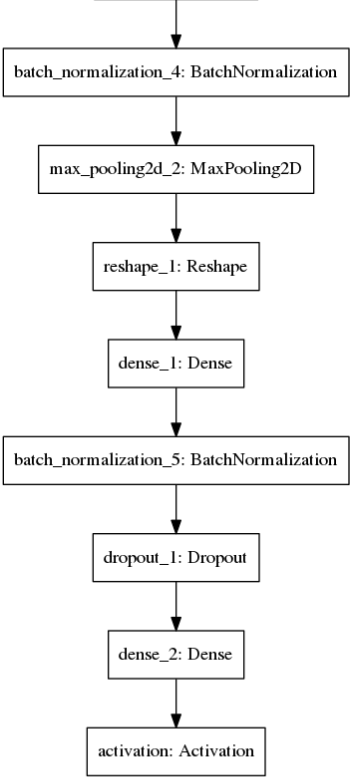 batch_normalization_4: BatchNormalization
max_pooling2d_2: MaxPooling2D
reshape_1: Reshape
dense_1: Dense
batch_normalization_5: BatchNormalization
dropout_1: Dropout
dense_2: Dense
activation: Activation